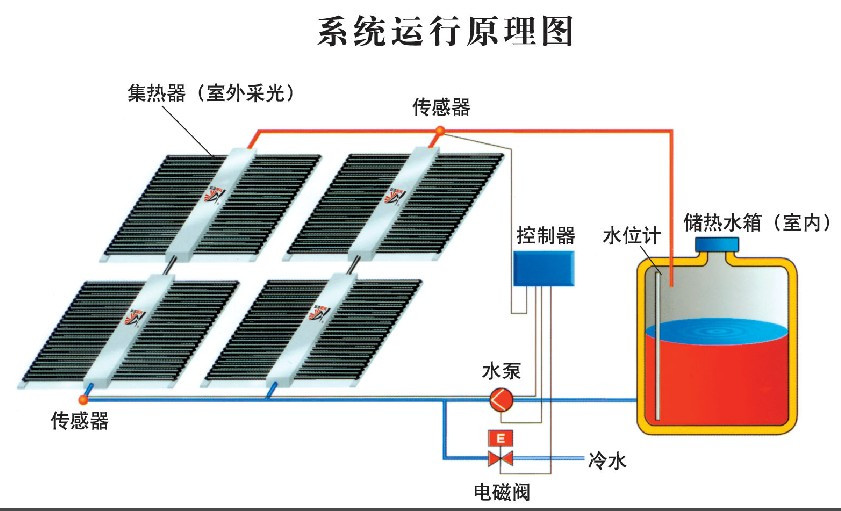 系统运行原理图
集热器（室外采光）
传感器
控制器
水位计
储热水箱（室内）
水泵
传感器
E
冷水
电磁阀